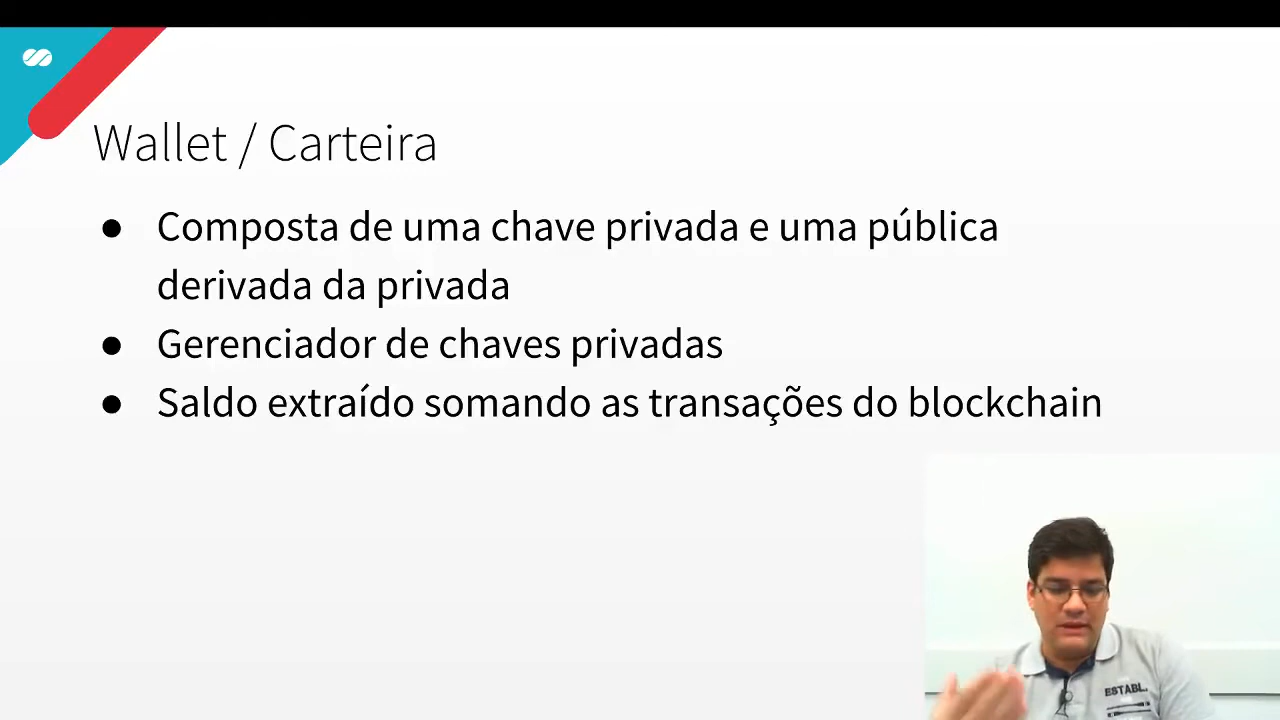 Wallet / Carteira
● Composta de uma chave privada e uma pública
derivada da privada
● Gerenciador de chaves privadas
● Saldo extraído somando as transações do blockchain
ESTABL.